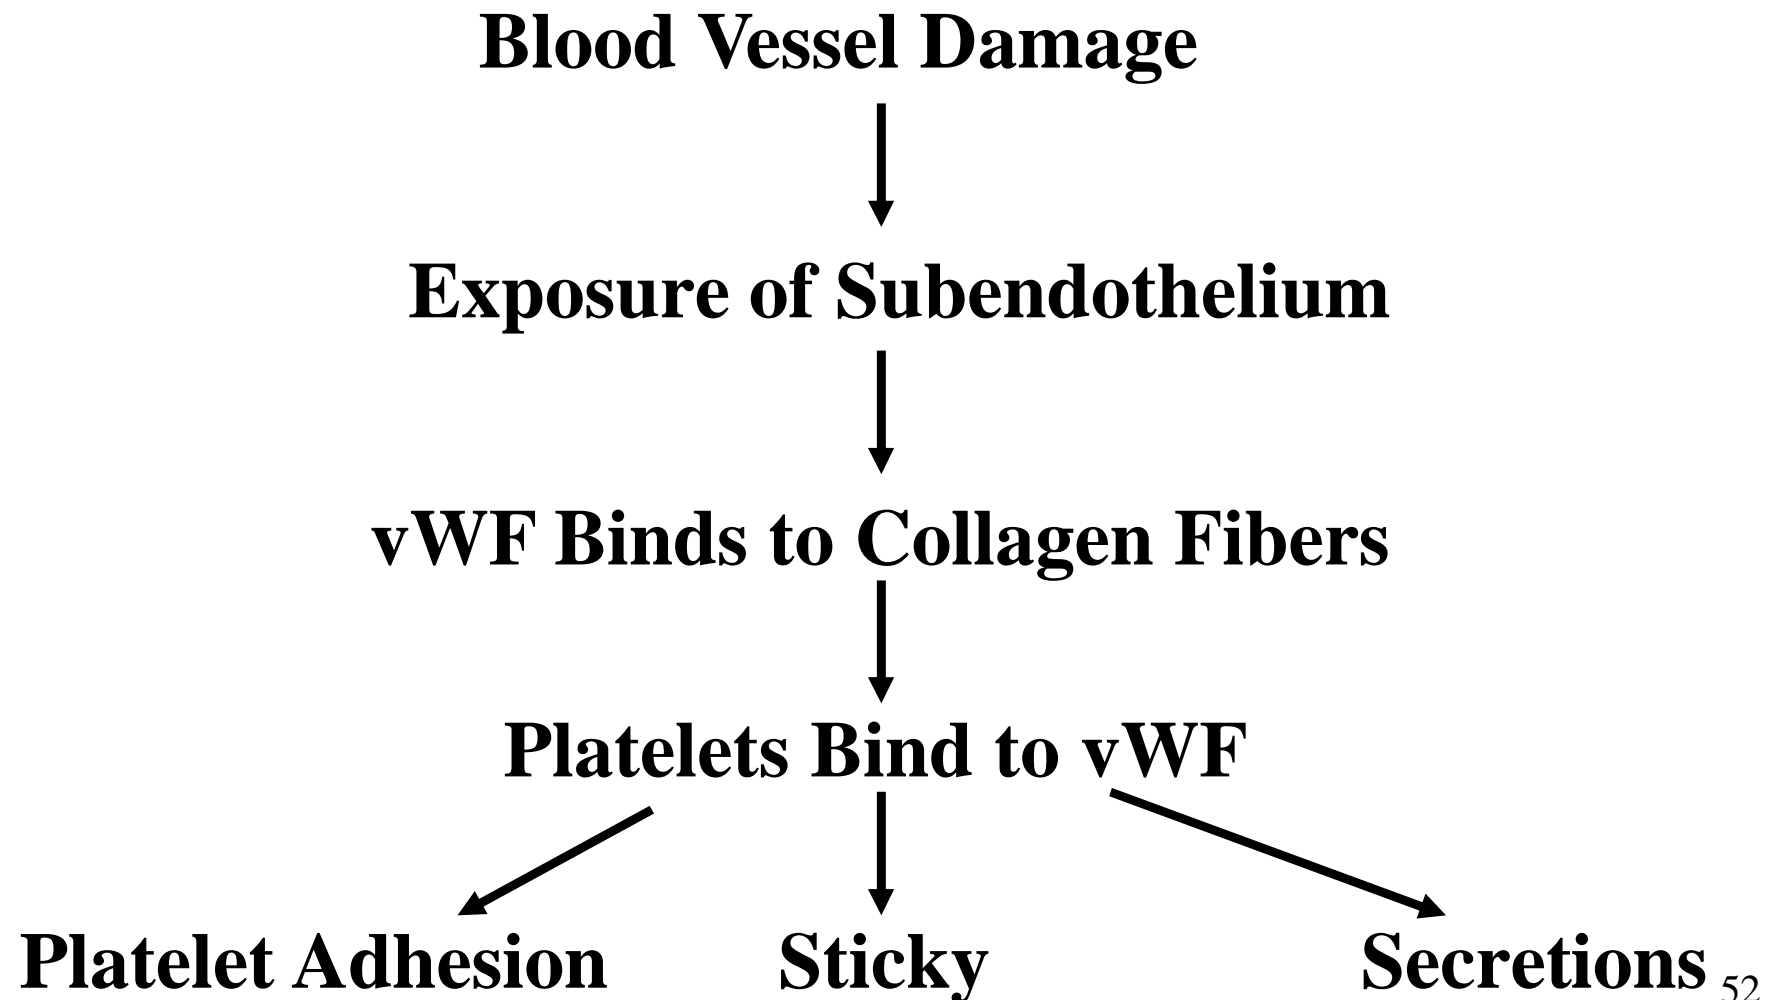 Blood Vessel Damage
Exposure of Subendothelium
vWF Binds to Collagen Fibers
Platelets Bind to vWF
Platelet Adhesion Sticky Secretions 52